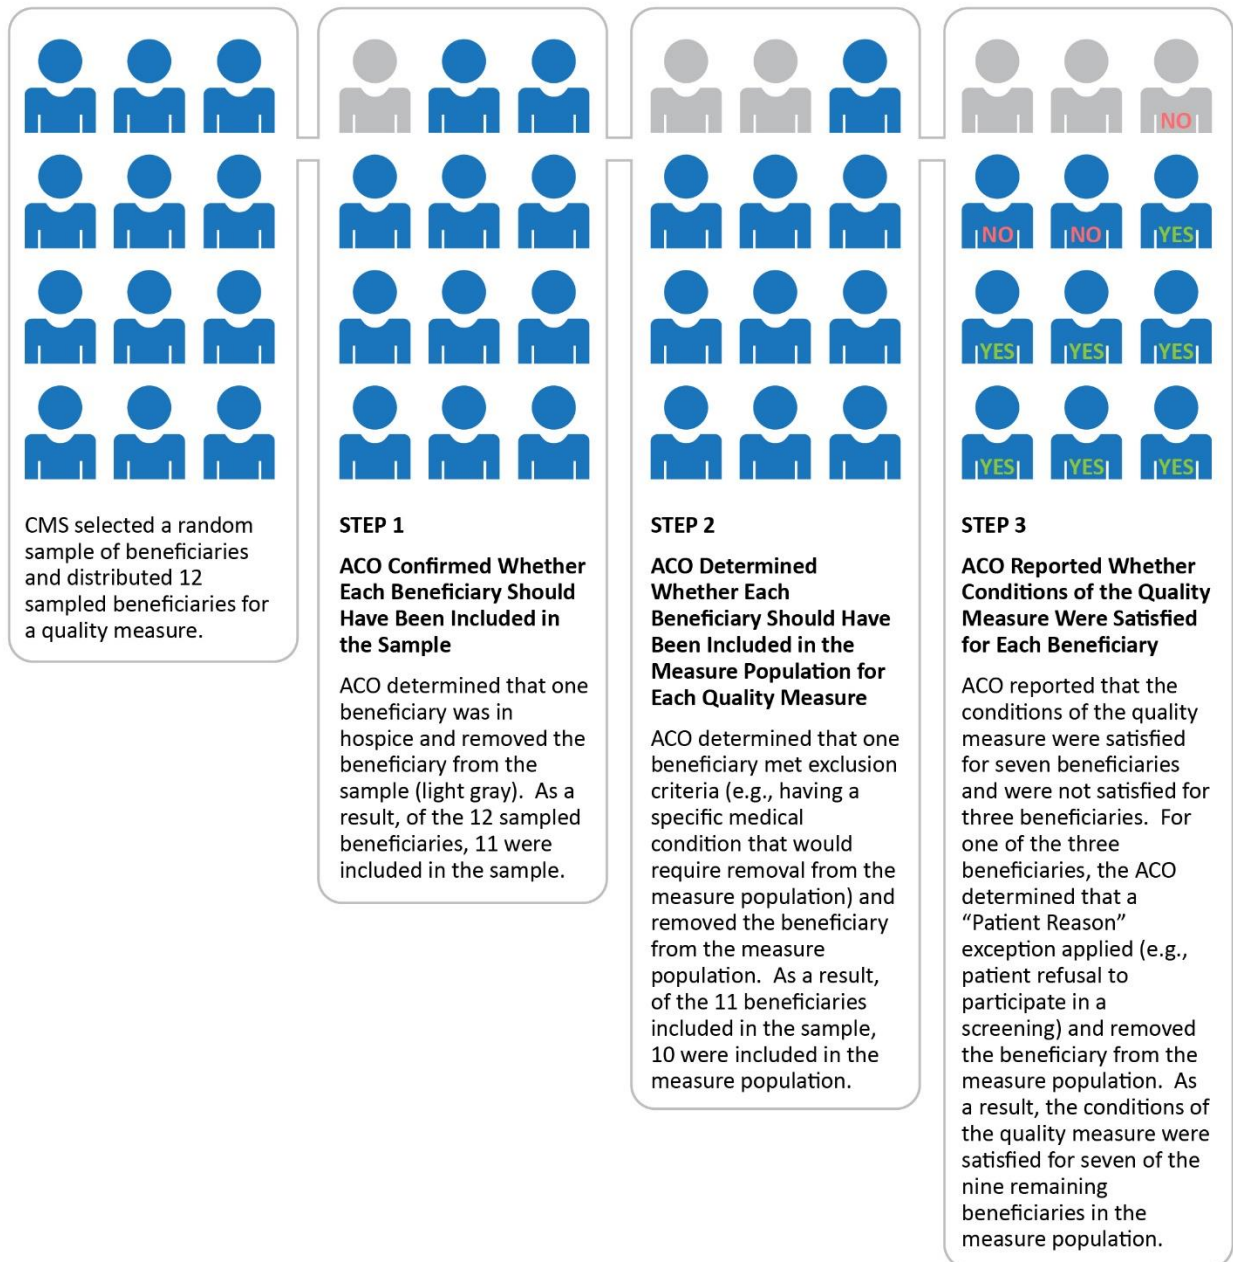 NO
NO NO YES
YES YES YES
YES YES YES
CMS selected a random
sample of beneficiaries
and distributed 12
sampled beneficiaries for
a quality measure.
STEP 1
ACO Confirmed Whether
Each Beneficiary Should
Have Been Included in
the Sample
ACO determined that one
beneficiary was in
hospice and removed the
beneficiary from the
sample (light gray).  As a
result, of the 12 sampled
beneficiaries, 11 were
included in the sample.
STEP 2
ACO Determined
Whether Each
Beneficiary Should Have
Been Included in the
Measure Population for
Each Quality Measure
ACO determined that one
beneficiary met exclusion
criteria (e.g., having a
specific medical
condition that would
require removal from the
measure population) and
removed the beneficiary
from the measure
population.  As a result,
of the 11 beneficiaries
included in the sample,
10 were included in the
measure population.
STEP 3
ACO Reported Whether
Conditions of the Quality
Measure Were Satisfied
for Each Beneficiary
ACO reported that the
conditions of the quality
measure were satisfied
for seven beneficiaries
and were not satisfied for
three beneficiaries.  For
one of the three
beneficiaries, the ACO
determined that a
“Patient Reason”
exception applied (e.g.,
patient refusal to
participate in a
screening) and removed
the beneficiary from the
measure population.  As
a result, the conditions of
the quality measure were
satisfied for seven of the
nine remaining
beneficiaries in the
measure population.